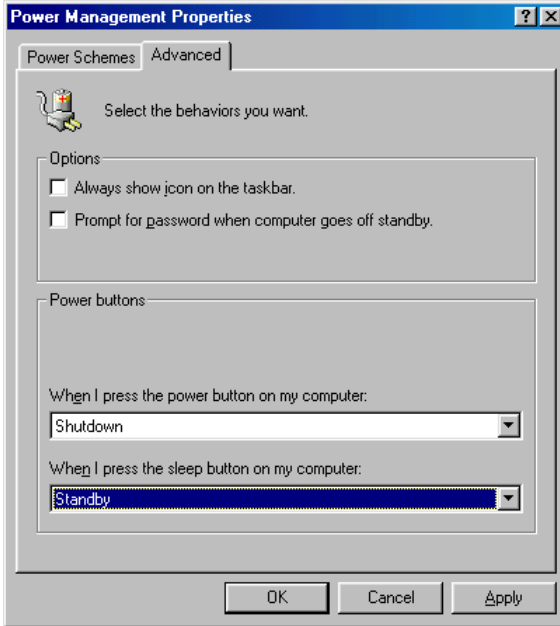 Power Management Properties
Power Schemes
Advanced
Select the behaviors you want.
Options
Always show icon on the taskbar.
Prompt for password when computer goes off standby.
Power buttons
When I press the power button on my computer:
Shutdown
When I press the sleep button on my computer:
Standby
OK
Cancel
Apply